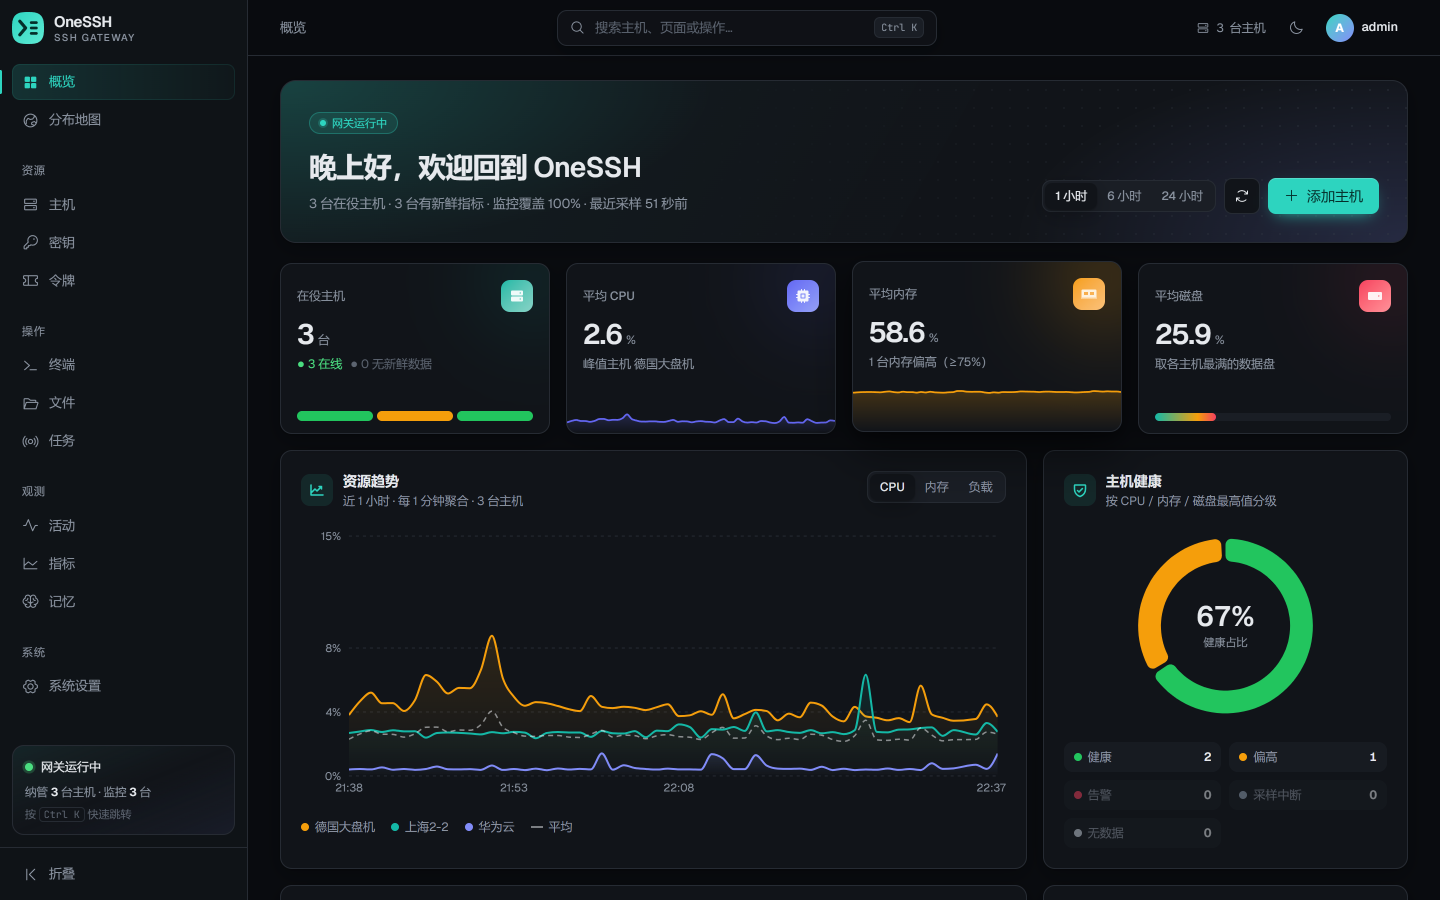 OneSSH
SSH GATEWAY
概览
分布地图
资源
主机
密钥
令牌
操作
终端
文件
任务
观测
活动
指标
记忆
系统
系统设置
网关运行中
纳管 3 台主机 · 监控 3 台
按 Ctrl K 快速跳转
折叠
概览
搜索主机、页面或操作... Ctrl K
3 台主机
A admin
网关运行中
晚上好，欢迎回到 OneSSH
3 台在役主机 · 3 台有新鲜指标 · 监控覆盖 100% · 最近采样 51 秒前
1 小时 6 小时 24 小时
添加主机
在役主机
3 台
3 在线 0 无新鲜数据
平均 CPU
2.6 %
峰值主机 德国大盘机
平均内存
58.6 %
1 台内存偏高（≥75%）
平均磁盘
25.9 %
取各主机最满的数据盘
资源趋势
近 1 小时 · 每 1 分钟聚合 · 3 台主机
CPU 内存 负载
15%
8%
4%
0%
21:38 21:53 22:08 22:37
德国大盘机 上海2-2 华为云 平均
主机健康
按 CPU / 内存 / 磁盘最高值分级
67%
健康占比
健康 2
偏高 1
告警 0
采样中断 0
无数据 0